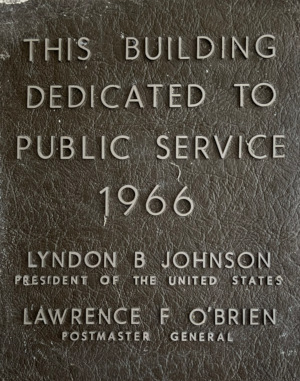 THIS BUILDING
DEDICATED TO
PUBLIC SERVICE
1966
LYNDON B JOHNSON
PRESIDENT OF THE UNITED STATES
LAWRENCE F O'BRIEN
POSTMASTER GENERAL